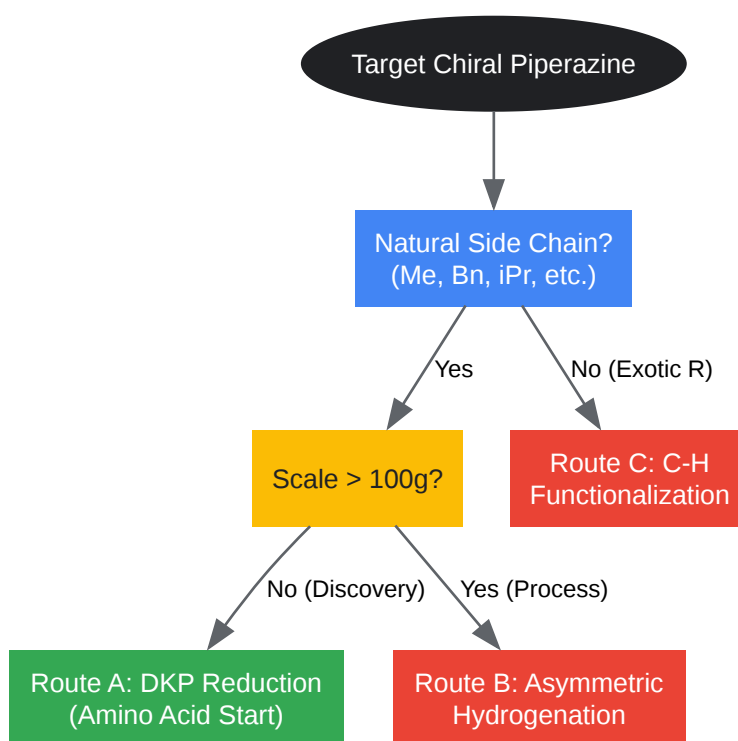 Target Chiral Piperazine
Natural Side Chain?
(Me, Bn, iPr, etc.)
Yes
No (Exotic R)
Scale > 100g?
Route C: C-H
Functionalization
No (Discovery)
Yes (Process)
Route A: DKP Reduction
(Amino Acid Start)
Route B: Asymmetric
Hydrogenation